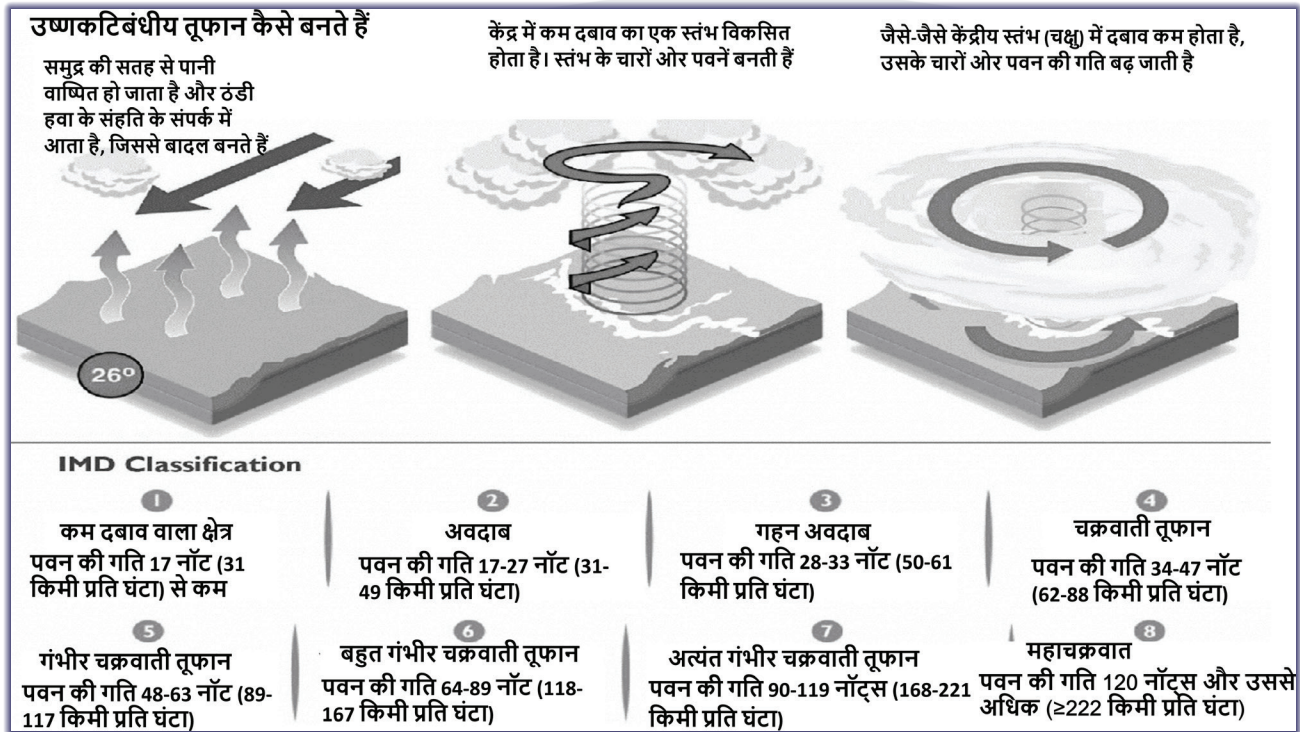 उष्णकटिबंधीय तूफान कैसे बनते हैं
समुद्र की सतह से पानी
वाष्पित हो जाता है और ठंडी
हवा के संहति के संपर्क में
आता है, जिससे बादल बनते हैं
केंद्र में कम दबाव का एक स्तंभ विकसित
होता है। स्तंभ के चारों ओर पवनें बनती हैं
जैसे-जैसे केंद्रीय स्तंभ (चक्षु) में दबाव कम होता है,
उसके चारों ओर पवन की गति बढ़ जाती है
26º
IMD Classification
1
कम दबाव वाला क्षेत्र
पवन की गति 17 नॉट (31
किमी प्रति घंटा) से कम
2
अवदाब
पवन की गति 17-27 नॉट (31-
49 किमी प्रति घंटा)
3
गहन अवदाब
पवन की गति 28-33 नॉट (50-61
किमी प्रति घंटा)
4
चक्रवाती तूफान
पवन की गति 34-47 नॉट
(62-88 किमी प्रति घंटा)
5
गंभीर चक्रवाती तूफान
पवन की गति 48-63 नॉट (89-
117 किमी प्रति घंटा)
6
बहुत गंभीर चक्रवाती तूफान
पवन की गति 64-89 नॉट (118-
167 किमी प्रति घंटा)
7
अत्यंत गंभीर चक्रवाती तूफान
पवन की गति 90-119 नॉट्स (168-221
किमी प्रति घंटा)
8
महाचक्रवात
पवन की गति 120 नॉट्स और उससे
अधिक (≥222 किमी प्रति घंटा)